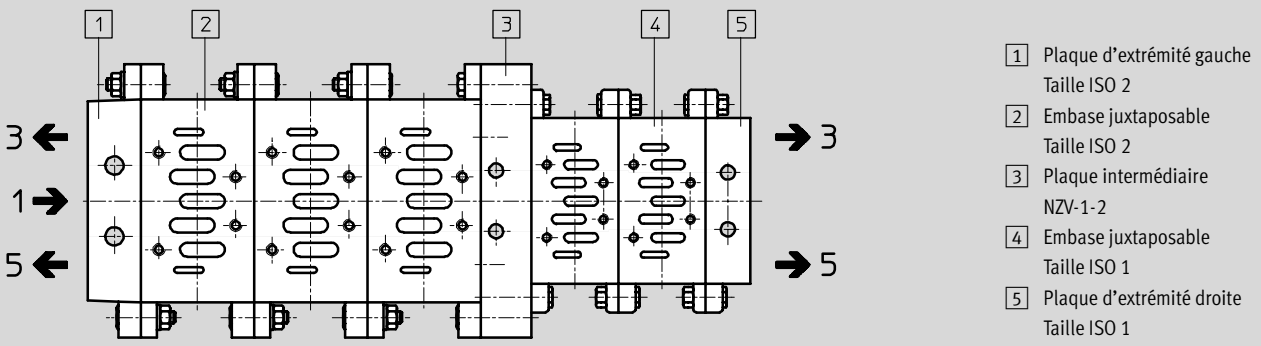 1 2 3 4 5
3 3
1
5 5
1 Plaque d'extrémité gauche
Taille ISO 2
2 Embase juxtaposable
Taille ISO 2
3 Plaque intermédiaire
NZV-1-2
4 Embase juxtaposable
Taille ISO 1
5 Plaque d'extrémité droite
Taille ISO 1